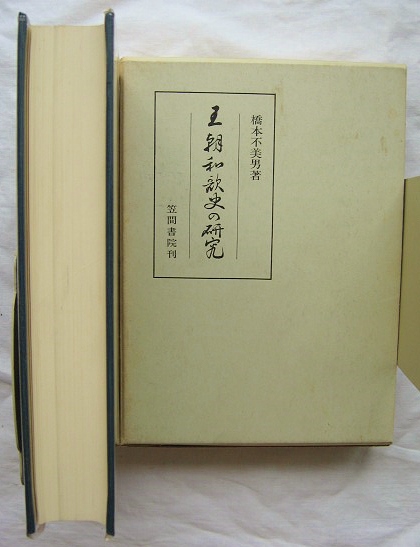 橋本不美男著
王朝和歌史の研究
笠間書院刊